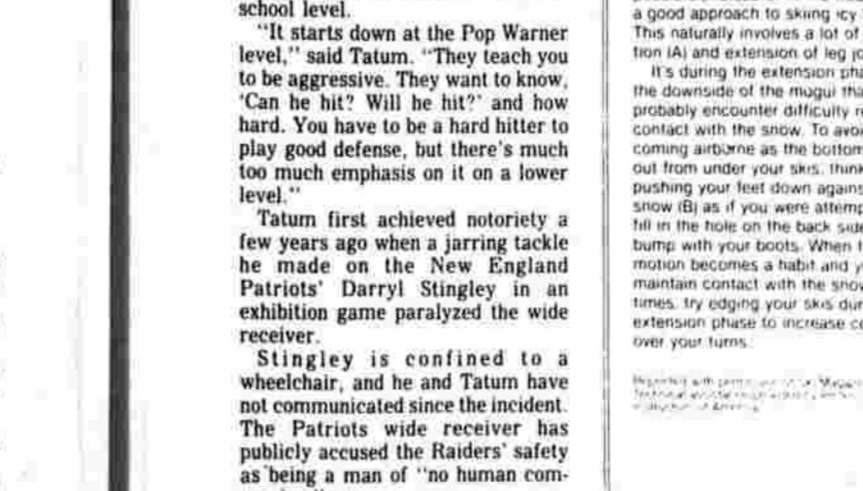 school level.
"It starts down at the Pop Warner
level," said Tatum. "They teach you
to be aggressive. They want to know,
'Can he hit? Will he hit?' and how
hard. You have to be a hard hitter to
play good defense, but there's much
too much emphasis on it on a lower
level."
Tatum first achieved notoriety a
few years ago when a jarring tackle
he made on the New England
Patriots' Darryl Stingley in an
exhibition game paralyzed the wide
receiver.
Stingley is confined to a
wheelchair, and he and Tatum have
not communicated since the incident.
The Patriots wide receiver has
publicly accused the Raiders' safety
as being a man of "no human com-
a good approach to skiing icy
This naturally involves a lot of
tion (A) and extension of leg jo
It's during the extension pha
the downside of the mogul tha
probably encounter difficulty r
contact with the snow. To avoi
coming airborne as the bottom
out from under your skis, think
pushing your feet down agains
snow (B) as if you were attemp
fill in the hole on the back side
bump with your boots. When t
motion becomes a habit and y
maintain contact with the snow
times, try edging your skis dur
extension phase to increase co
over your turns.